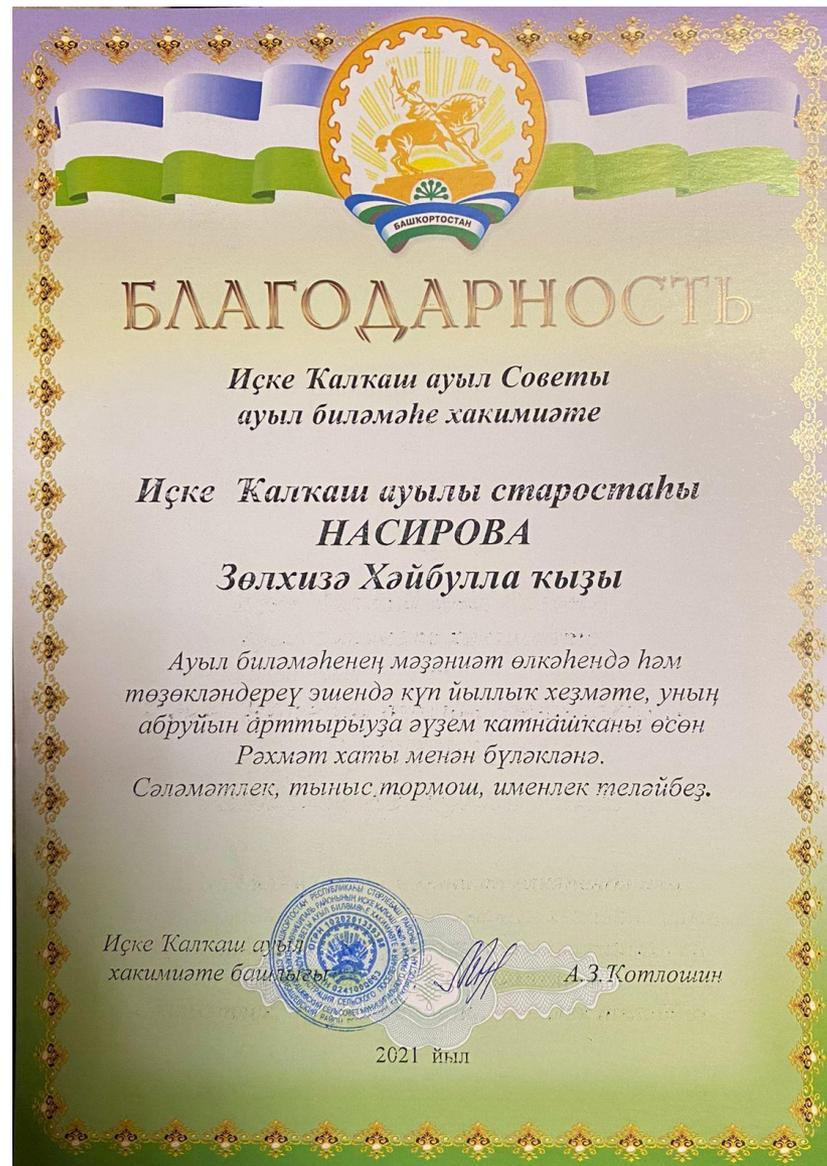 БАШҠОРТОСТАН
БЛАГОДАРНОСТЬ
Иҫке Ҡалҡаш ауыл Советы
ауыл биләмәһе хакимиәте
Иҫке Ҡалҡаш ауылы старостаһы
НАСИРОВА
Зөлхизә Хәйбулла ҡыҙы
Ауыл биләмәһенең мәҙәниәт өлкәһендә һәм
төҙөкләндереү эшендә күп йыллыҡ хеҙмәте, уның
абруйын арттырыуҙа әүҙем ҡатнашҡаны өсөн
Рәхмәт хаты менән бүләкләнә.
Сәләмәтлек, тыныс тормош, именлек теләйбеҙ.
Иҫке Ҡалҡаш ауыл
хакимиәте башлығы
А.З.Ҡотлошин
2021 йыл